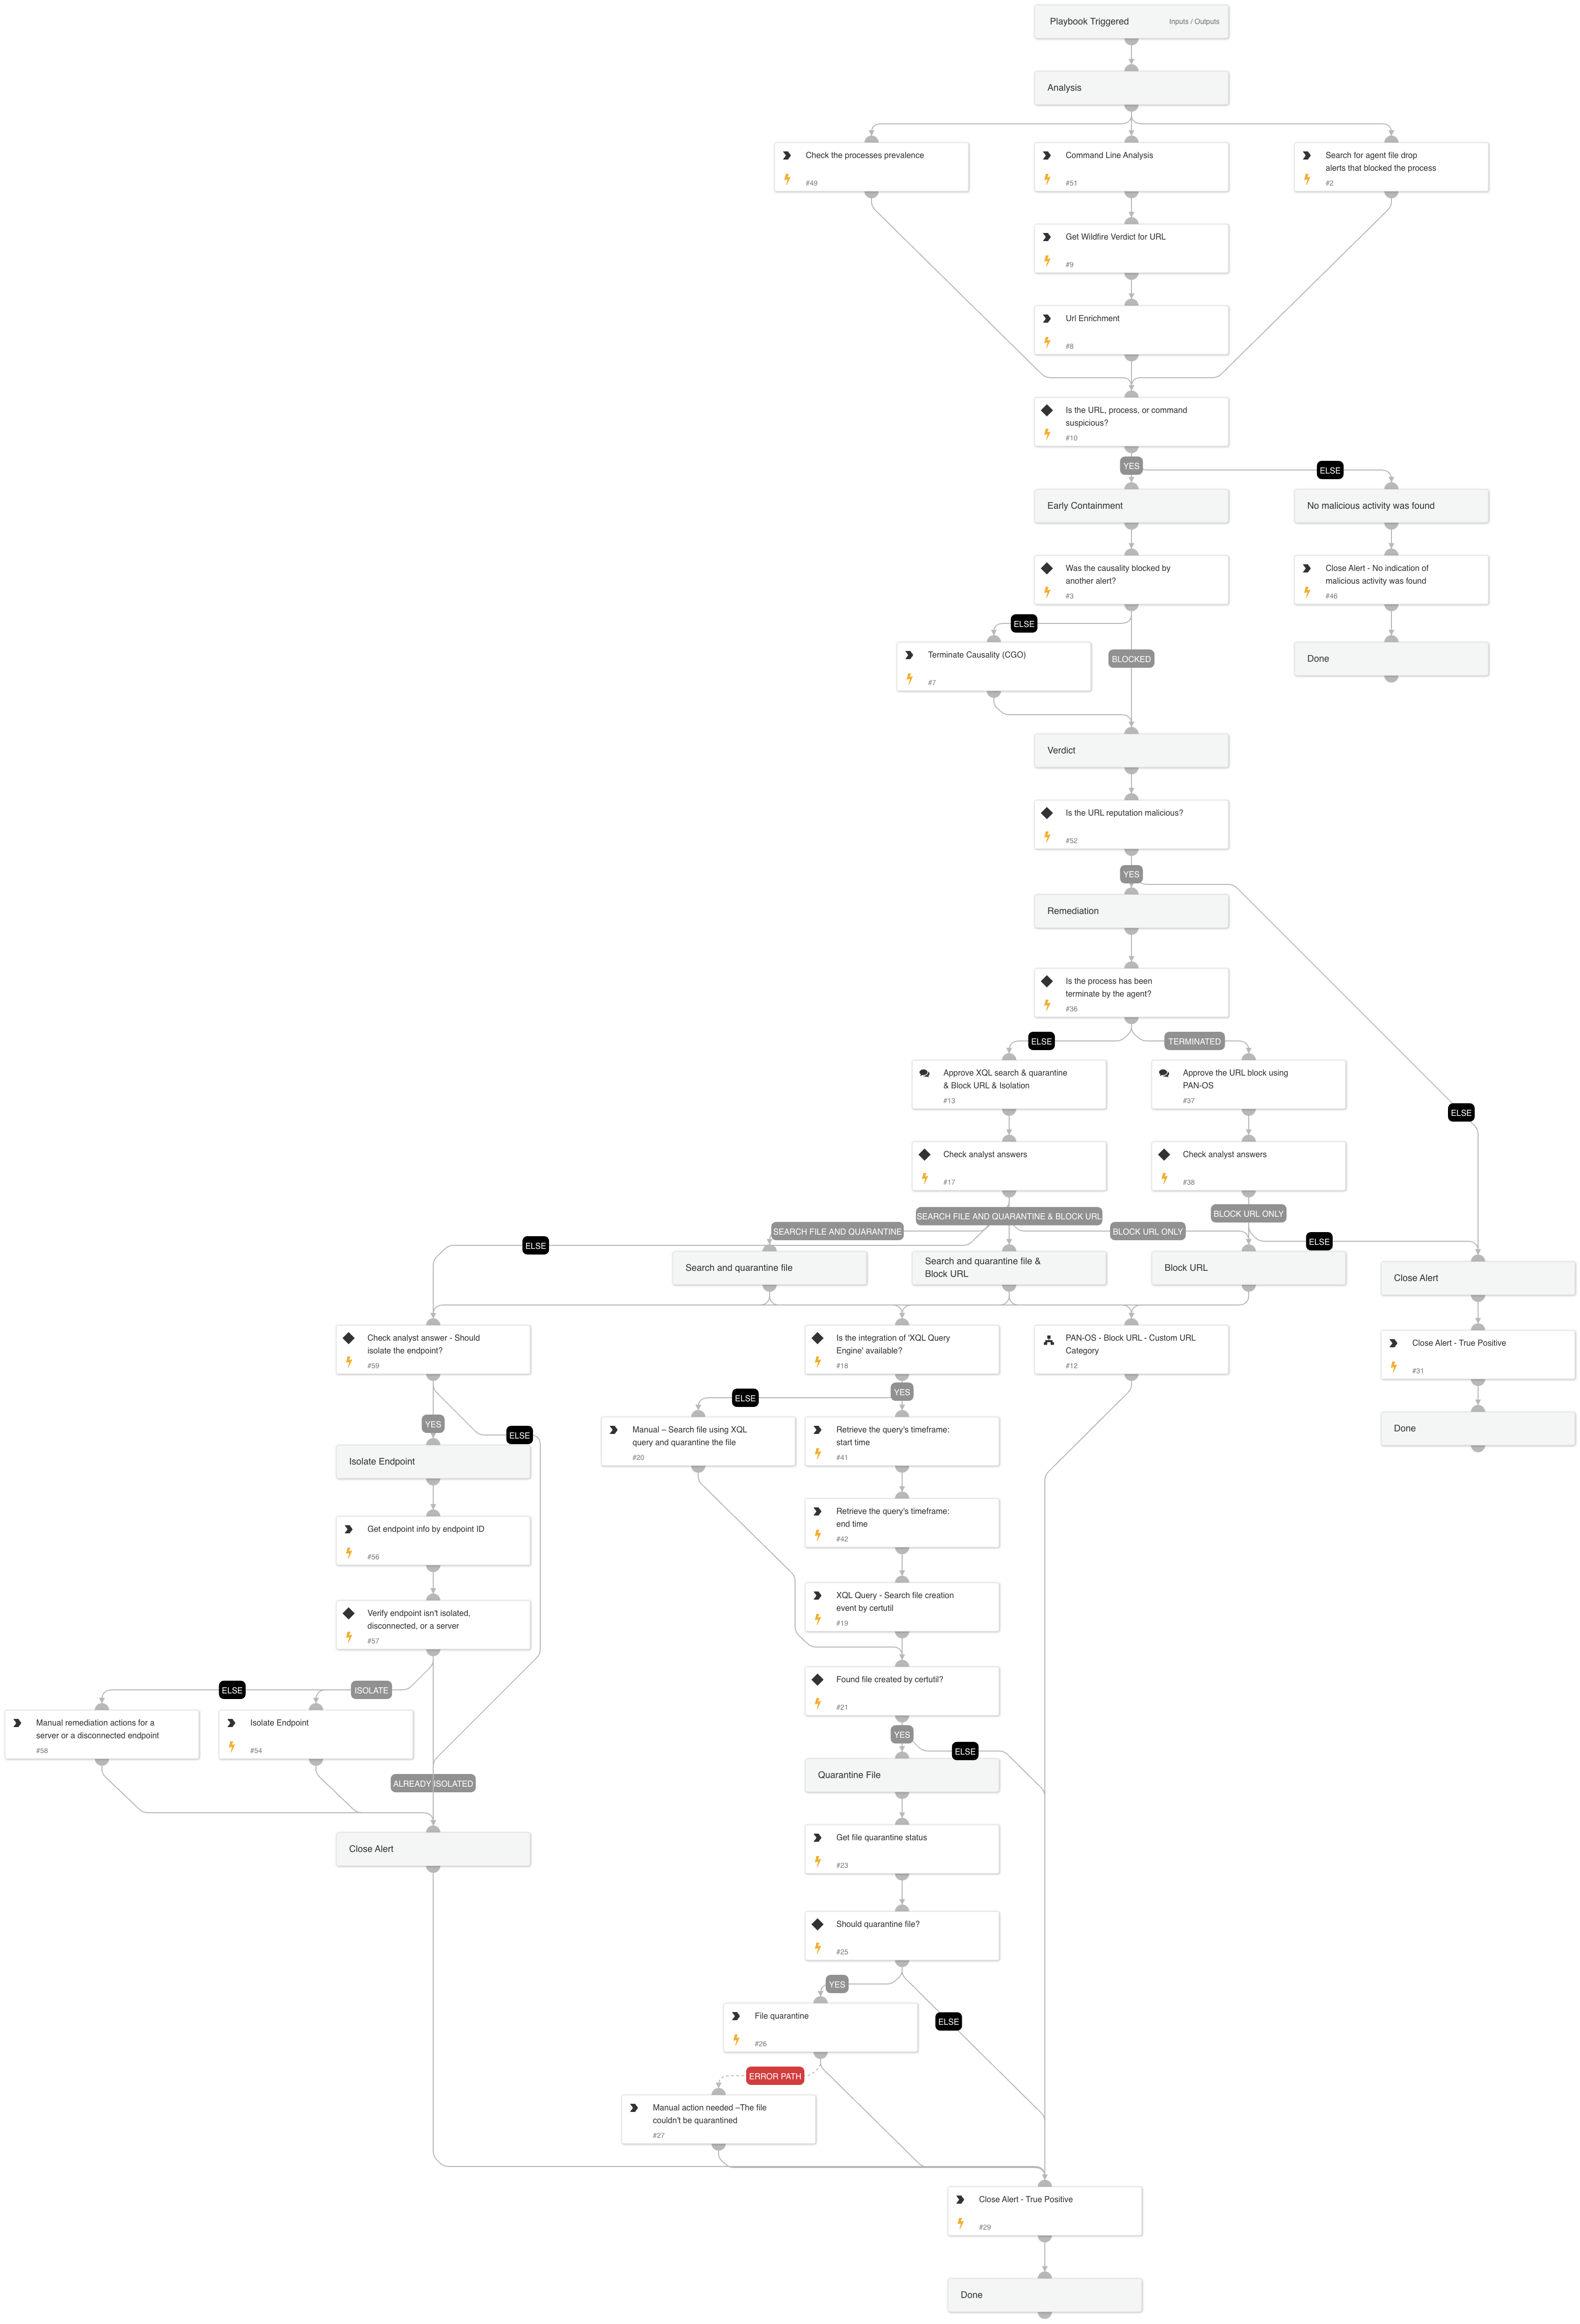 Playbook Triggered
Inputs / Outputs
Analysis
Check the processes prevalence
#49
Command Line Analysis
#51
Search for agent file drop
alerts that blocked the process
#2
Get Wildfire Verdict for URL
#9
Url Enrichment
#8
Is the URL, process, or command
suspicious?
#10
YES
ELSE
Early Containment
No malicious activity was found
Was the causality blocked by
another alert?
#3
Close Alert - No indication of
malicious activity was found
#46
ELSE
BLOCKED
Terminate Causality (CGO)
#7
Done
Verdict
Is the URL reputation malicious?
#52
YES
Remediation
Is the process has been
terminate by the agent?
#36
ELSE
TERMINATED
Approve XQL search & quarantine
& Block URL & Isolation
#13
Approve the URL block using
PAN-OS
#37
ELSE
Check analyst answers
#17
Check analyst answers
#38
SEARCH FILE AND QUARANTINE & BLOCK URL
BLOCK URL ONLY
SEARCH FILE AND QUARANTINE
BLOCK URL ONLY
ELSE
ELSE
Search and quarantine file
Search and quarantine file &
Block URL
Block URL
Close Alert
Check analyst answer - Should
isolate the endpoint?
#59
Is the integration of 'XQL Query
Engine' available?
#18
PAN-OS - Block URL - Custom URL
Category
#12
Close Alert - True Positive
#31
YES
ELSE
ELSE
YES
Isolate Endpoint
Manual – Search file using XQL
query and quarantine the file
#20
Retrieve the query's timeframe:
start time
#41
Done
Get endpoint info by endpoint ID
#56
Retrieve the query's timeframe:
end time
#42
Verify endpoint isn't isolated,
disconnected, or a server
#57
XQL Query - Search file creation
event by certutil
#19
ELSE
ISOLATE
Found file created by certutil?
#21
Manual remediation actions for a
server or a disconnected endpoint
#58
Isolate Endpoint
#54
YES
ELSE
ALREADY ISOLATED
Quarantine File
Close Alert
Get file quarantine status
#23
Should quarantine file?
#25
YES
ELSE
File quarantine
#26
ERROR PATH
Manual action needed –The file
couldn't be quarantined
#27
Close Alert - True Positive
#29
Done